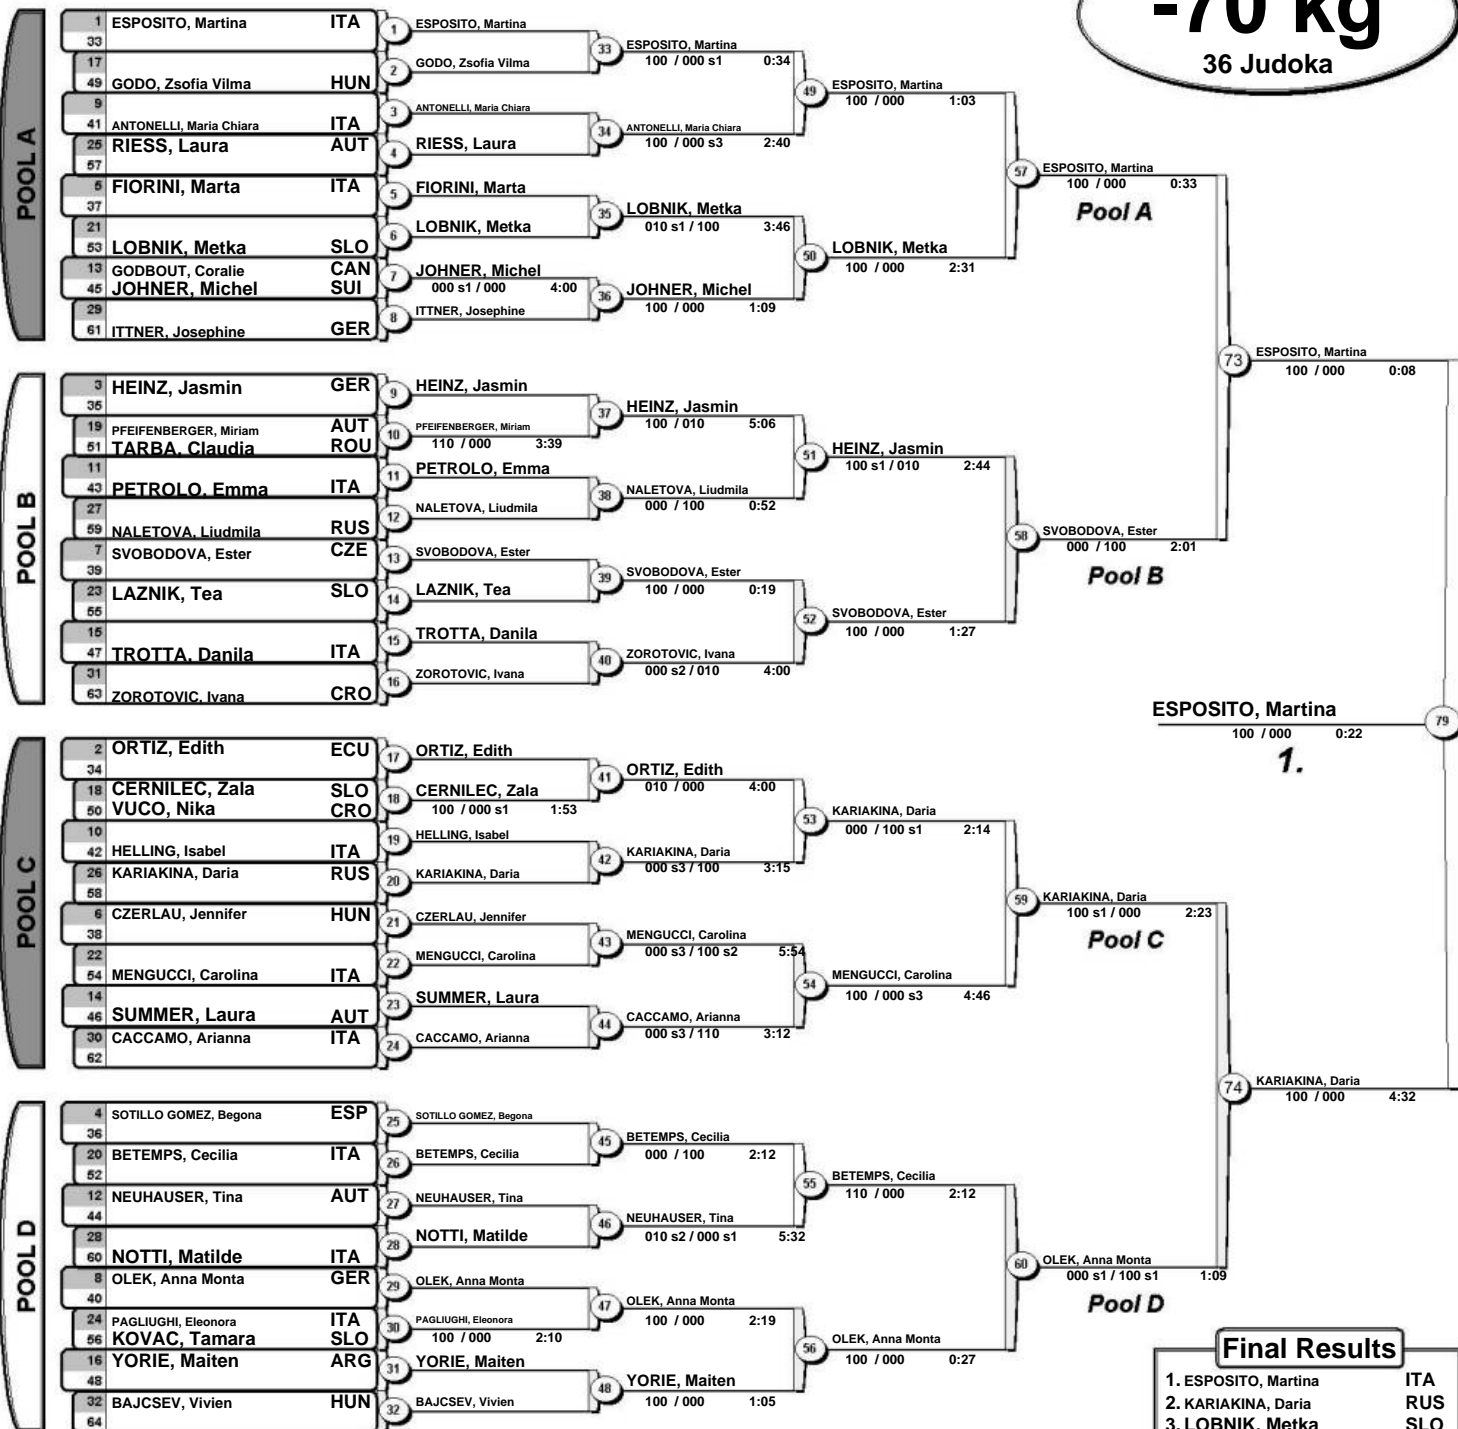 -70 kg
36 Judoka
POOL A
1 ESPOSITO, Martina ITA
33
17
49 GODO, Zsofia Vilma HUN
9
41 ANTONELLI, Maria Chiara ITA
25 RIESS, Laura AUT
57
5 FIORINI, Marta ITA
37
21
53 LOBNIK, Metka SLO
13 GODBOUT, Coralie CAN
45 JOHNER, Michel SUI
29
61 ITTNER, Josephine GER
1 ESPOSITO, Martina
2 GODO, Zsofia Vilma
3 ANTONELLI, Maria Chiara
4 RIESS, Laura
5 FIORINI, Marta
6 LOBNIK, Metka
7 JOHNER, Michel
000 s1 / 000 4:00
8 ITTNER, Josephine
33 ESPOSITO, Martina
100 / 000 s1 0:34
34 ANTONELLI, Maria Chiara
100 / 000 s3 2:40
35 LOBNIK, Metka
010 s1 / 100 3:46
36 JOHNER, Michel
100 / 000 1:09
49 ESPOSITO, Martina
100 / 000 1:03
50 LOBNIK, Metka
100 / 000 2:31
57 ESPOSITO, Martina
100 / 000 0:33
Pool A
POOL B
3 HEINZ, Jasmin GER
35
19 PFEIFENBERGER, Miriam AUT
51 TARBA, Claudia ROU
11
43 PETROLO, Emma ITA
27
59 NALETOVA, Liudmila RUS
7 SVOBODOVA, Ester CZE
39
23 LAZNIK, Tea SLO
55
15
47 TROTTA, Danila ITA
31
63 ZOROTOVIC, Ivana CRO
9 HEINZ, Jasmin
10 PFEIFENBERGER, Miriam
110 / 000 3:39
11 PETROLO, Emma
12 NALETOVA, Liudmila
13 SVOBODOVA, Ester
14 LAZNIK, Tea
15 TROTTA, Danila
16 ZOROTOVIC, Ivana
37 HEINZ, Jasmin
100 / 010 5:06
38 NALETOVA, Liudmila
000 / 100 0:52
39 SVOBODOVA, Ester
100 / 000 0:19
40 ZOROTOVIC, Ivana
000 s2 / 010 4:00
51 HEINZ, Jasmin
100 s1 / 010 2:44
52 SVOBODOVA, Ester
100 / 000 1:27
58 SVOBODOVA, Ester
000 / 100 2:01
Pool B
73 ESPOSITO, Martina
100 / 000 0:08
ESPOSITO, Martina 79
100 / 000 0:22
1.
POOL C
2 ORTIZ, Edith ECU
34
18 CERNILEC, Zala SLO
50 VUCO, Nika CRO
10
42 HELLING, Isabel ITA
26 KARIAKINA, Daria RUS
58
6 CZERLAU, Jennifer HUN
38
22
54 MENGUCCI, Carolina ITA
14
46 SUMMER, Laura AUT
30 CACCAMO, Arianna ITA
62
17 ORTIZ, Edith
18 CERNILEC, Zala
100 / 000 s1 1:53
19 HELLING, Isabel
20 KARIAKINA, Daria
21 CZERLAU, Jennifer
22 MENGUCCI, Carolina
23 SUMMER, Laura
24 CACCAMO, Arianna
41 ORTIZ, Edith
010 / 000 4:00
42 KARIAKINA, Daria
000 s3 / 100 3:15
43 MENGUCCI, Carolina
000 s3 / 100 s2 5:54
44 CACCAMO, Arianna
000 s3 / 110 3:12
53 KARIAKINA, Daria
000 / 100 s1 2:14
54 MENGUCCI, Carolina
100 / 000 s3 4:46
59 KARIAKINA, Daria
100 s1 / 000 2:23
Pool C
POOL D
4 SOTILLO GOMEZ, Begona ESP
36
20 BETEMPS, Cecilia ITA
52
12 NEUHAUSER, Tina AUT
44
28
60 NOTTI, Matilde ITA
8 OLEK, Anna Monta GER
40
24 PAGLIUGHI, Eleonora ITA
56 KOVAC, Tamara SLO
16 YORIE, Maiten ARG
48
32 BAJCSEV, Vivien HUN
64
25 SOTILLO GOMEZ, Begona
26 BETEMPS, Cecilia
27 NEUHAUSER, Tina
28 NOTTI, Matilde
29 OLEK, Anna Monta
30 PAGLIUGHI, Eleonora
100 / 000 2:10
31 YORIE, Maiten
32 BAJCSEV, Vivien
45 BETEMPS, Cecilia
000 / 100 2:12
46 NEUHAUSER, Tina
010 s2 / 000 s1 5:32
47 OLEK, Anna Monta
100 / 000 2:19
48 YORIE, Maiten
100 / 000 1:05
55 BETEMPS, Cecilia
110 / 000 2:12
56 OLEK, Anna Monta
100 / 000 0:27
60 OLEK, Anna Monta
000 s1 / 100 s1 1:09
Pool D
74 KARIAKINA, Daria
100 / 000 4:32
Final Results
1. ESPOSITO, Martina ITA
2. KARIAKINA, Daria RUS
3. LOBNIK, Metka SLO